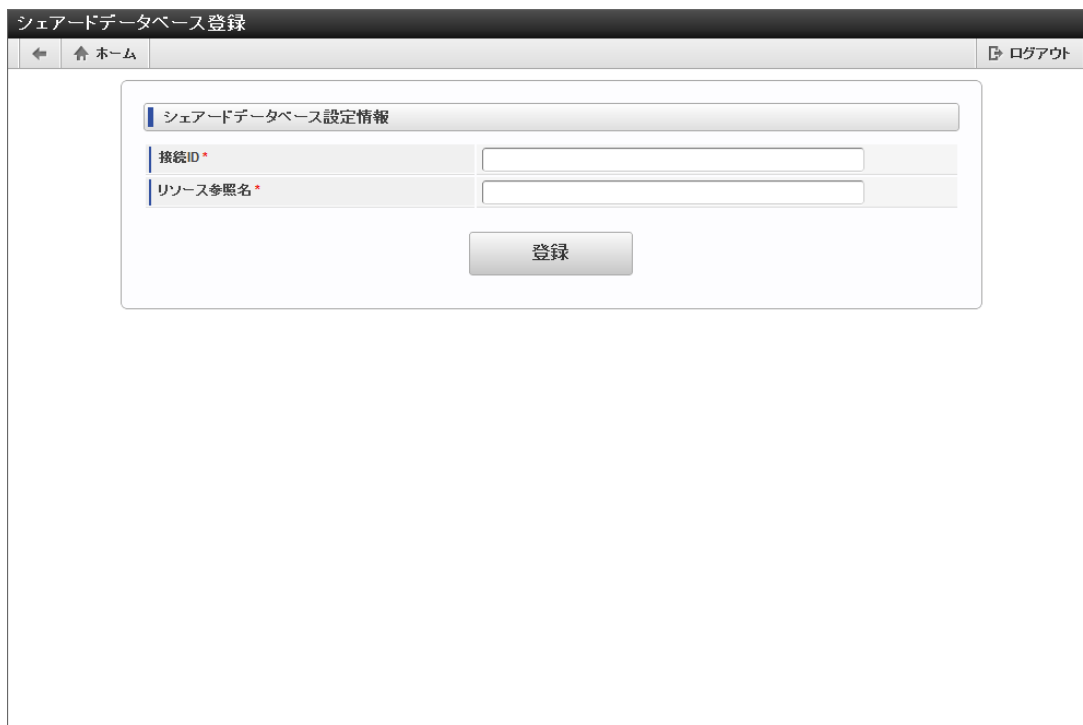 シェアードデータベース登録
ホーム ログアウト
シェアードデータベース設定情報
接続ID*
リソース参照名*
登録